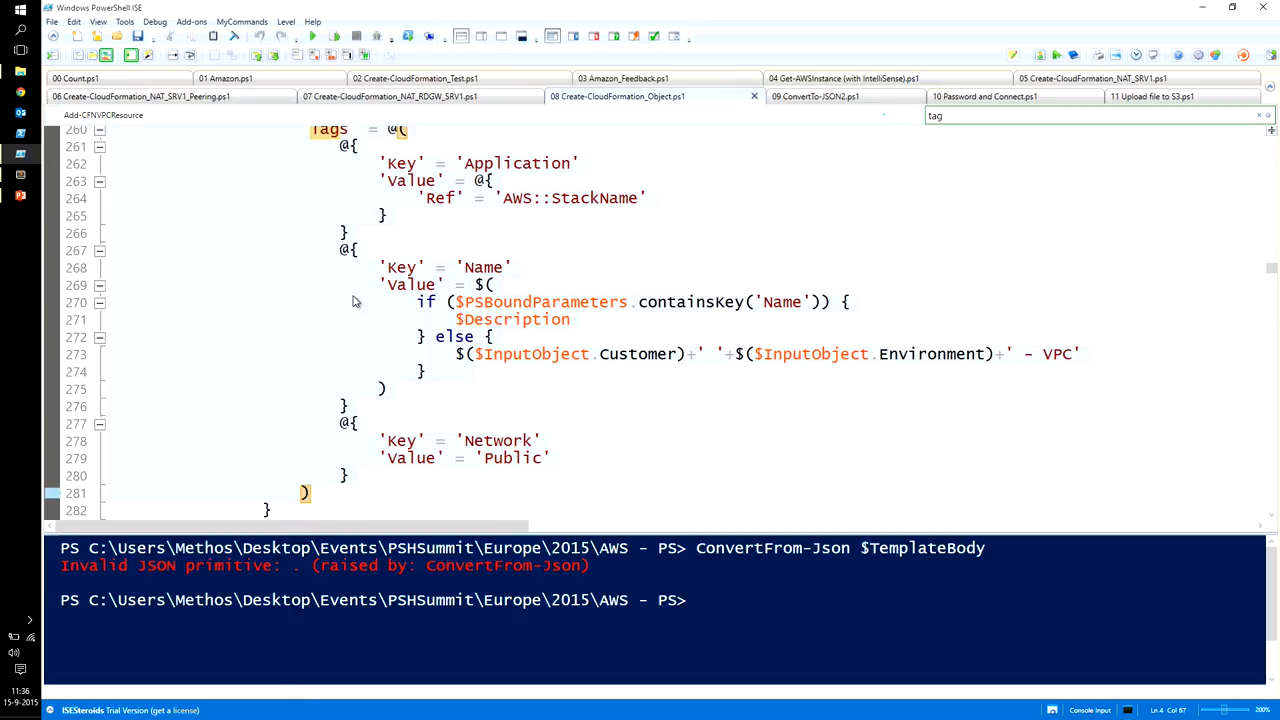 Windows PowerShell ISE
File Edit View Tools Debug Add-ons MyCommands Level Help
00 Count.ps1 01 Amazon.ps1 02 Create-CloudFormation_Test.ps1 03 Amazon_Feedback.ps1 04 Get-AWSInstance (with IntelliSense).ps1 05 Create-CloudFormation_NAT_SRV1.ps1
06 Create-CloudFormation_NAT_SRV1_Peering.ps1 07 Create-CloudFormation_NAT_RDGW_SRV1.ps1 08 Create-CloudFormation_Object.ps1 09 ConvertTo-JSON2.ps1 10 Password and Connect.ps1 11 Upload file to S3.ps1
Add-CFNVPCResource tag
260 Tags = @(
261 @{
262 'Key' = 'Application'
263 'Value' = @{
264 'Ref' = 'AWS::StackName'
265 }
266 }
267 @{
268 'Key' = 'Name'
269 'Value' = $(
270 if ($PSBoundParameters.containsKey('Name')) {
271 $Description
272 } else {
273 $($InputObject.Customer)+' '+$($InputObject.Environment)+' - VPC'
274 }
275 )
276 }
277 @{
278 'Key' = 'Network'
279 'Value' = 'Public'
280 }
281 )
282 }
PS C:\Users\Methos\Desktop\Events\PSHSummit\Europe\2015\AWS - PS> ConvertFrom-Json $TemplateBody
Invalid JSON primitive: . (raised by: ConvertFrom-Json)
PS C:\Users\Methos\Desktop\Events\PSHSummit\Europe\2015\AWS - PS>
11:36
15-9-2015
ISESteroids Trial Version (get a license) Console Input Ln 4 Col 67 200%